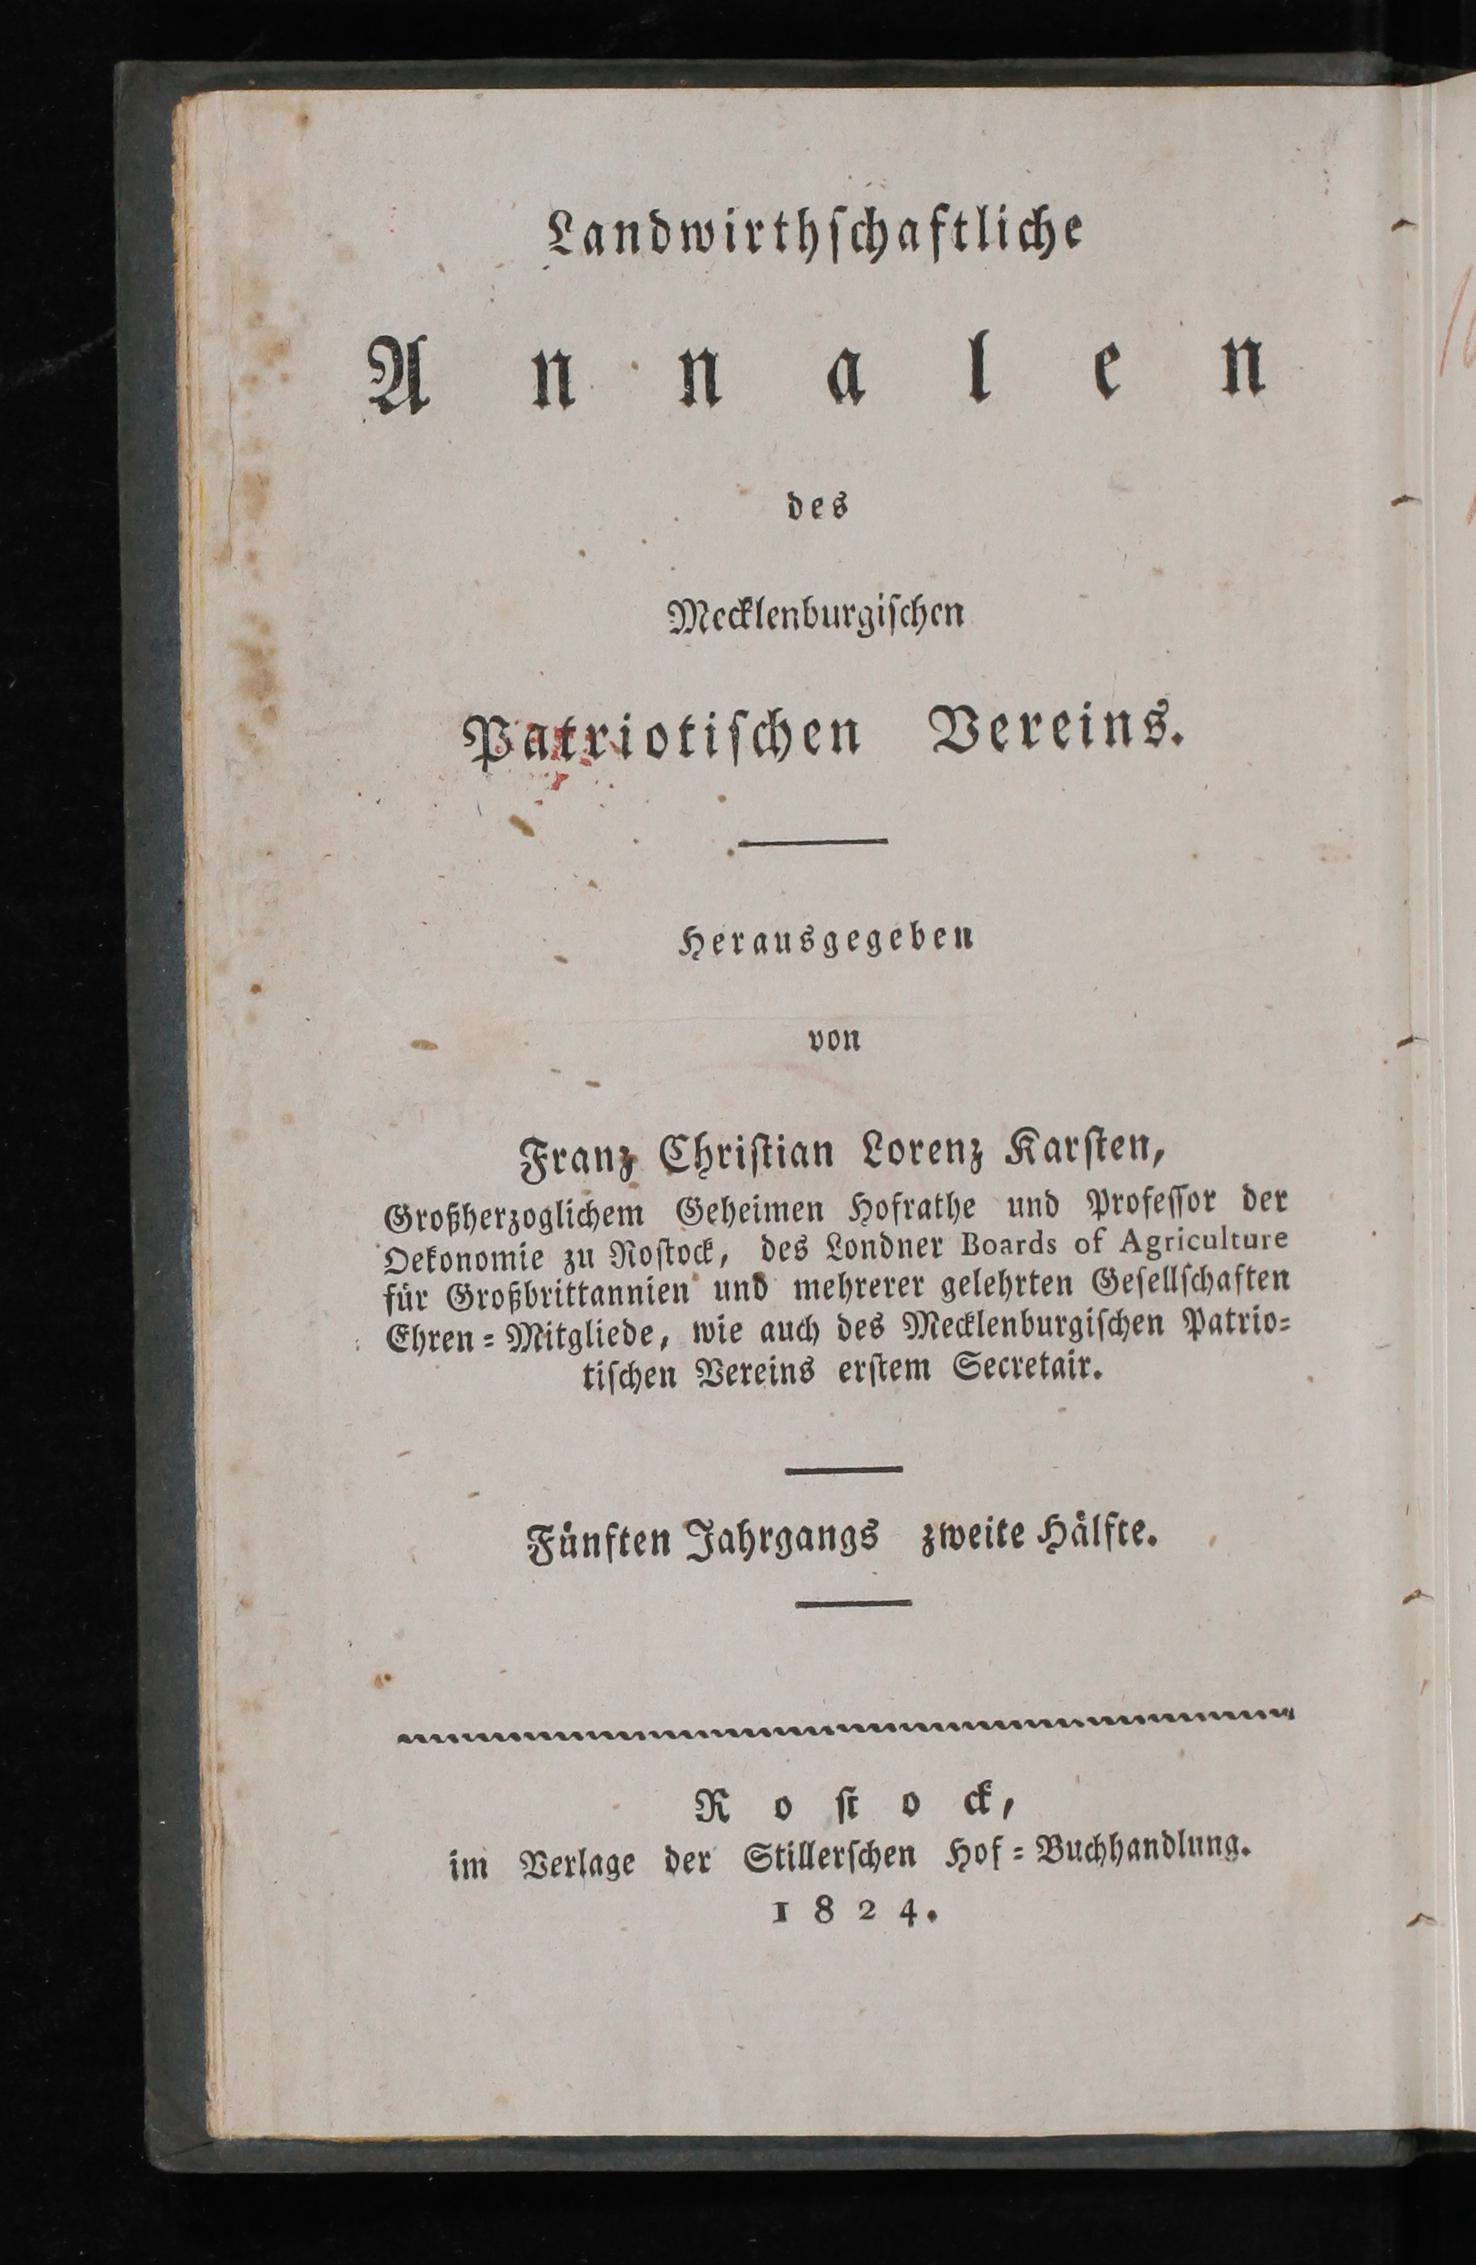 Landwirthſchaftliche
Annalen
des
Mecklenburgiſchen
Patriotiſchen Vereins.
Herausgegeben
von
Franz Chriſtian Lorenz Karſten,
Großherzoglichem Geheimen Hofrathe und Profeſſor der
Oekonomie zu Roſtock, des Londner Boards of Agriculture
für Großbrittannien und mehrerer gelehrten Geſellſchaften
Ehren=Mitgliede, wie auch des Mecklenburgiſchen Patrio=
tiſchen Vereins erſtem Secretair.
Fünften Jahrgangs zweite Hälfte.
Roſtock,
im Verlage der Stillerſchen Hof=Buchhandlung.
1824.